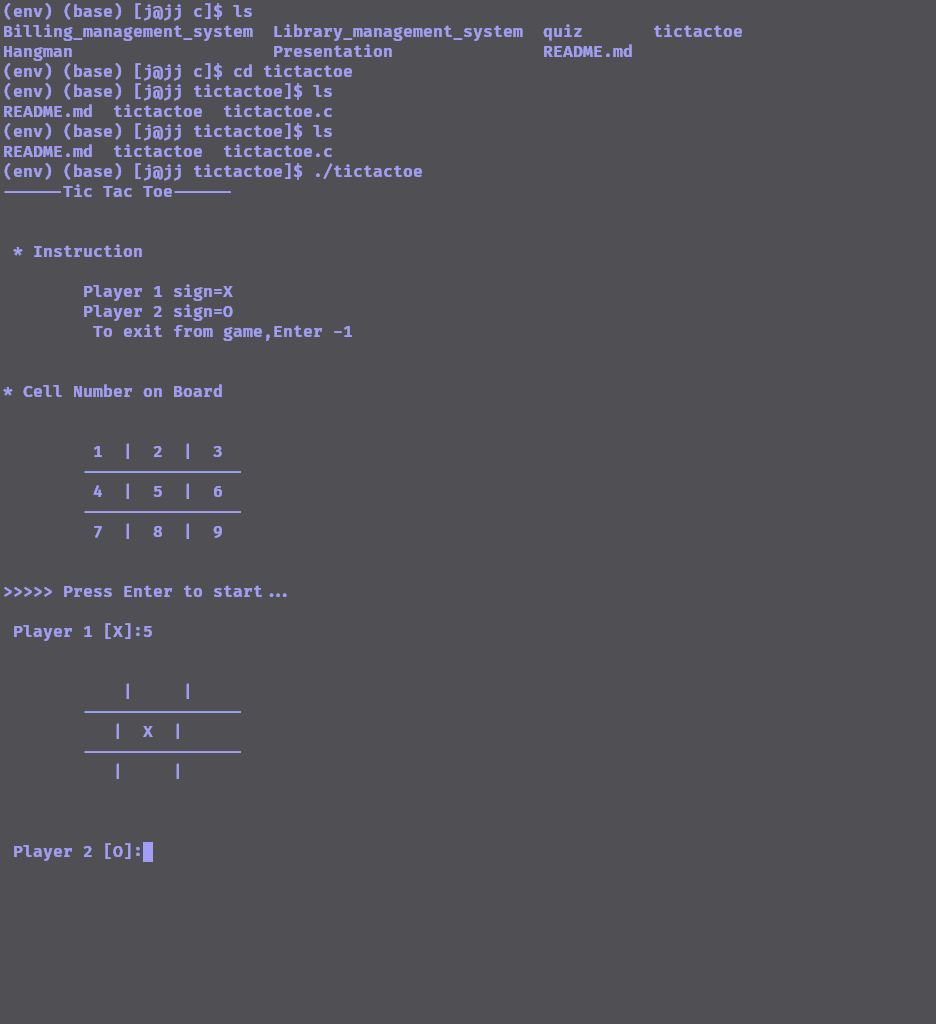 (env) (base) [j@jj c]$ ls
Billing_management_system  Library_management_system  quiz       tictactoe
Hangman                    Presentation               README.md
(env) (base) [j@jj c]$ cd tictactoe
(env) (base) [j@jj tictactoe]$ ls
README.md  tictactoe  tictactoe.c
(env) (base) [j@jj tictactoe]$ ls
README.md  tictactoe  tictactoe.c
(env) (base) [j@jj tictactoe]$ ./tictactoe
------Tic Tac Toe------
 * Instruction
        Player 1 sign=X
        Player 2 sign=O
         To exit from game,Enter -1
* Cell Number on Board
         1  |  2  |  3
        ----------------
         4  |  5  |  6
        ----------------
         7  |  8  |  9
>>>>> Press Enter to start...
 Player 1 [X]:5
            |     |
        ----------------
           |  X  |
        ----------------
           |     |
 Player 2 [O]: